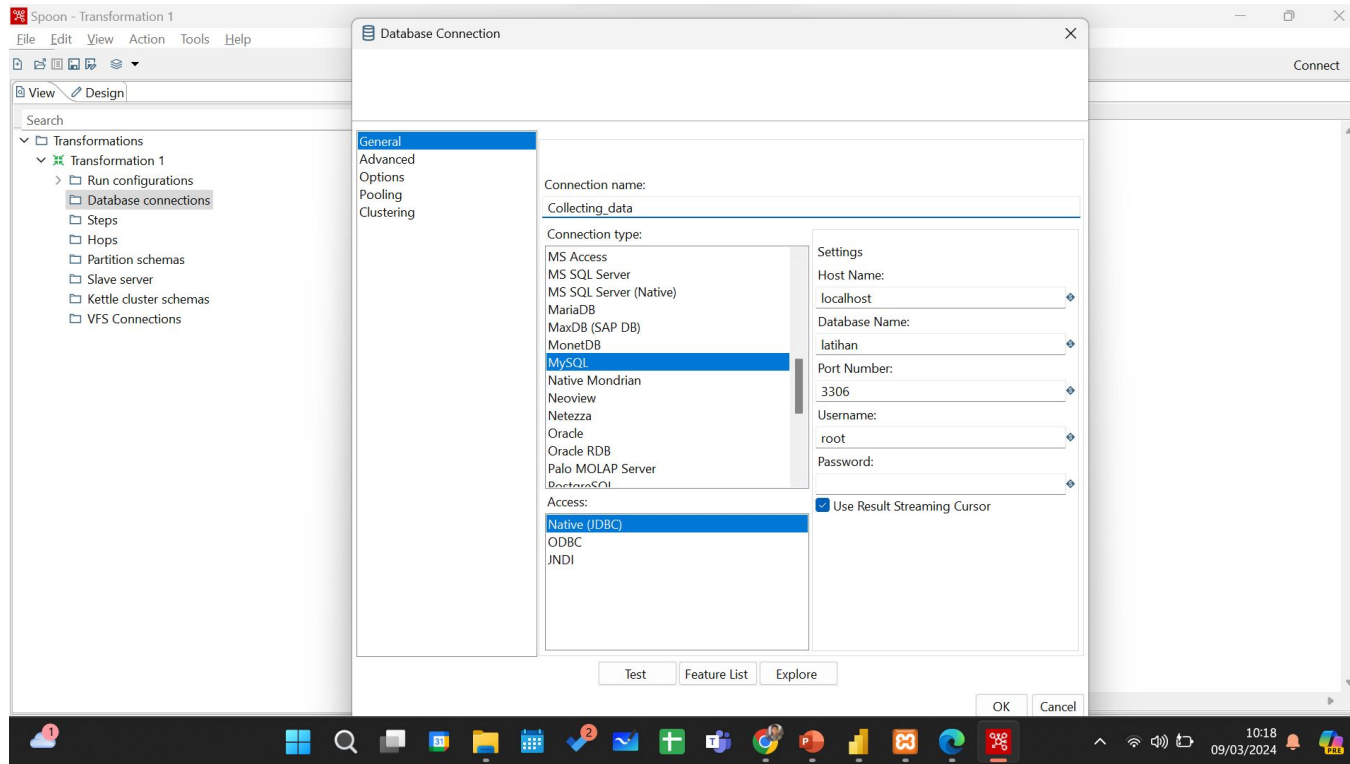 Spoon - Transformation 1
File Edit View Action Tools Help
Connect
View Design
Search
Transformations
Transformation 1
Run configurations
Database connections
Steps
Hops
Partition schemas
Slave server
Kettle cluster schemas
VFS Connections
Database Connection
General
Advanced
Options
Pooling
Clustering
Connection name:
Collecting_data
Connection type:
MS Access
MS SQL Server
MS SQL Server (Native)
MariaDB
MaxDB (SAP DB)
MonetDB
MySQL
Native Mondrian
Neoview
Netezza
Oracle
Oracle RDB
Palo MOLAP Server
PostgreSQL
Access:
Native (JDBC)
ODBC
JNDI
Settings
Host Name:
localhost
Database Name:
latihan
Port Number:
3306
Username:
root
Password:
Use Result Streaming Cursor
Test Feature List Explore
OK Cancel
1
31
2
10:18
09/03/2024
PRE